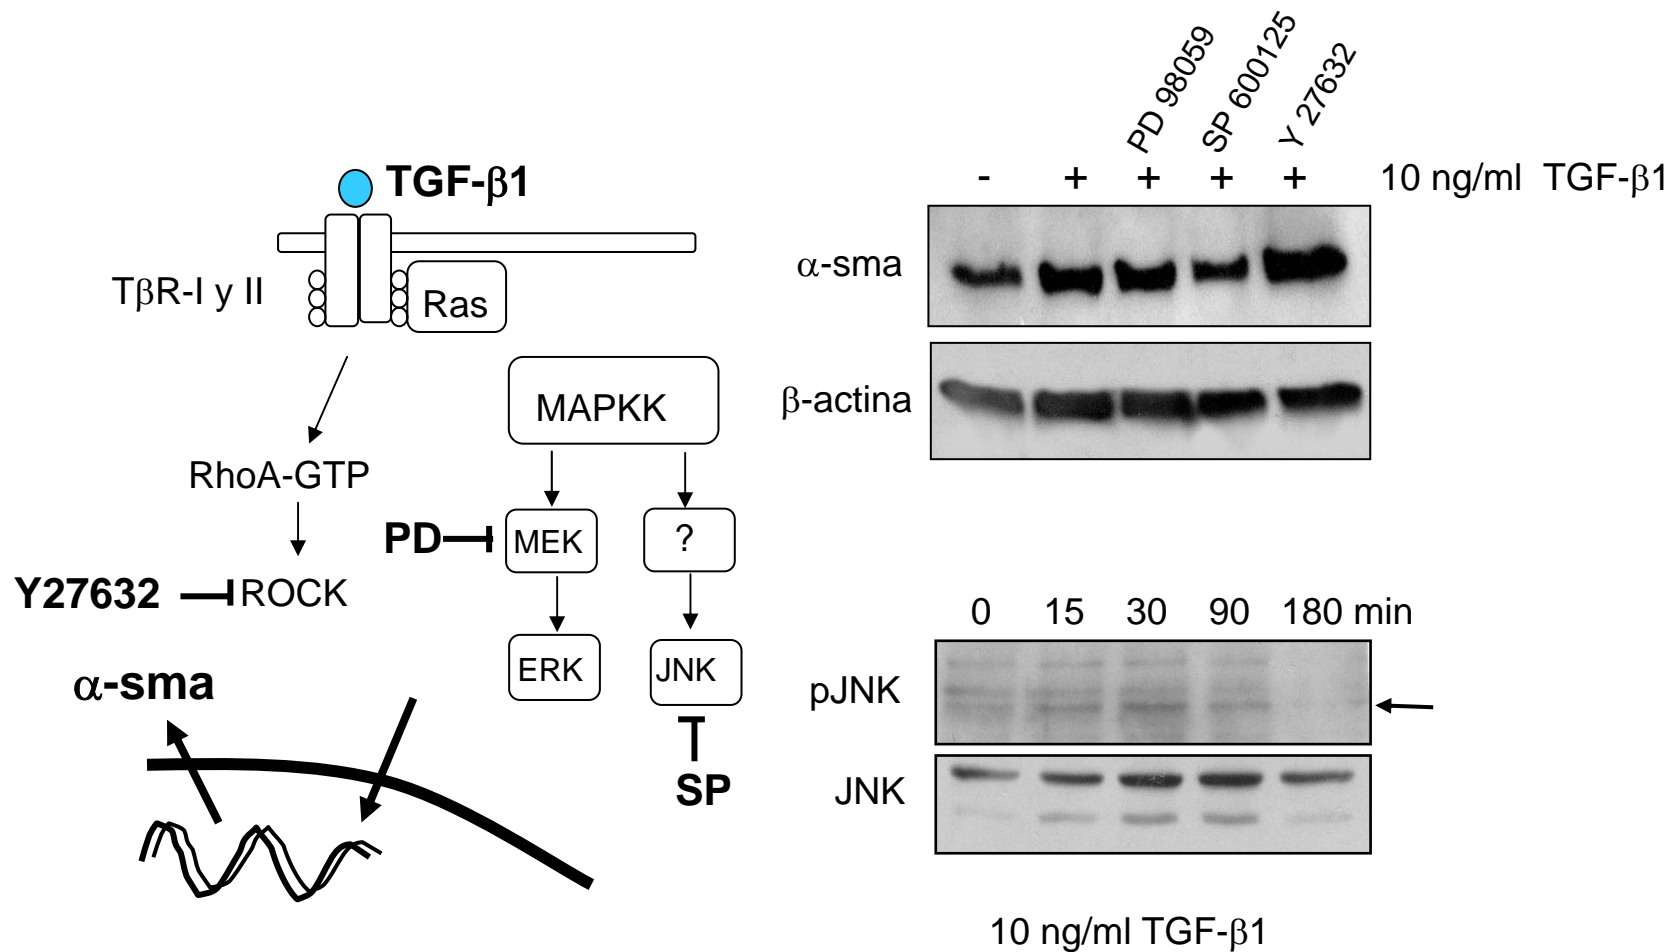 TGF-β1
TβR-I y II
Ras
MAPKK
RhoA-GTP
PD
MEK
?
Y27632
ROCK
ERK
JNK
α-sma
SP
PD 98059
SP 600125
Y 27632
- + + + + 10 ng/ml TGF-β1
α-sma
β-actina
0 15 30 90 180 min
pJNK
JNK
10 ng/ml TGF-β1